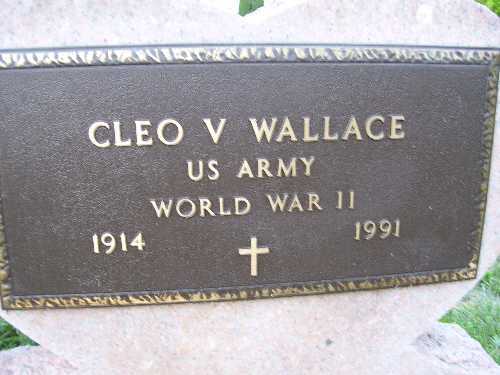 CLEO V WALLACE
US ARMY
WORLD WAR II
1914 1991